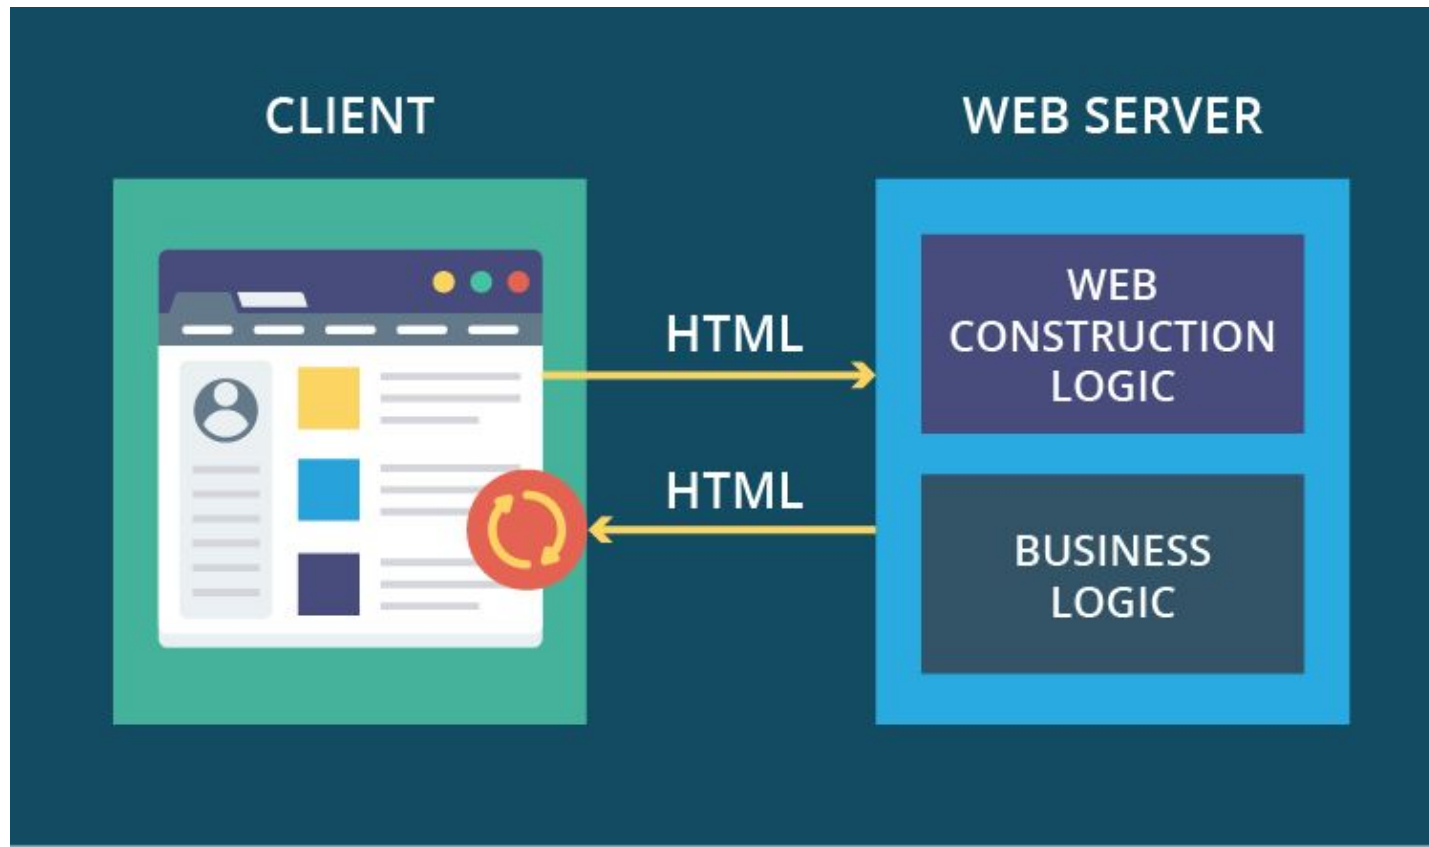 CLIENT
WEB SERVER
HTML
HTML
WEB
CONSTRUCTION
LOGIC
BUSINESS
LOGIC